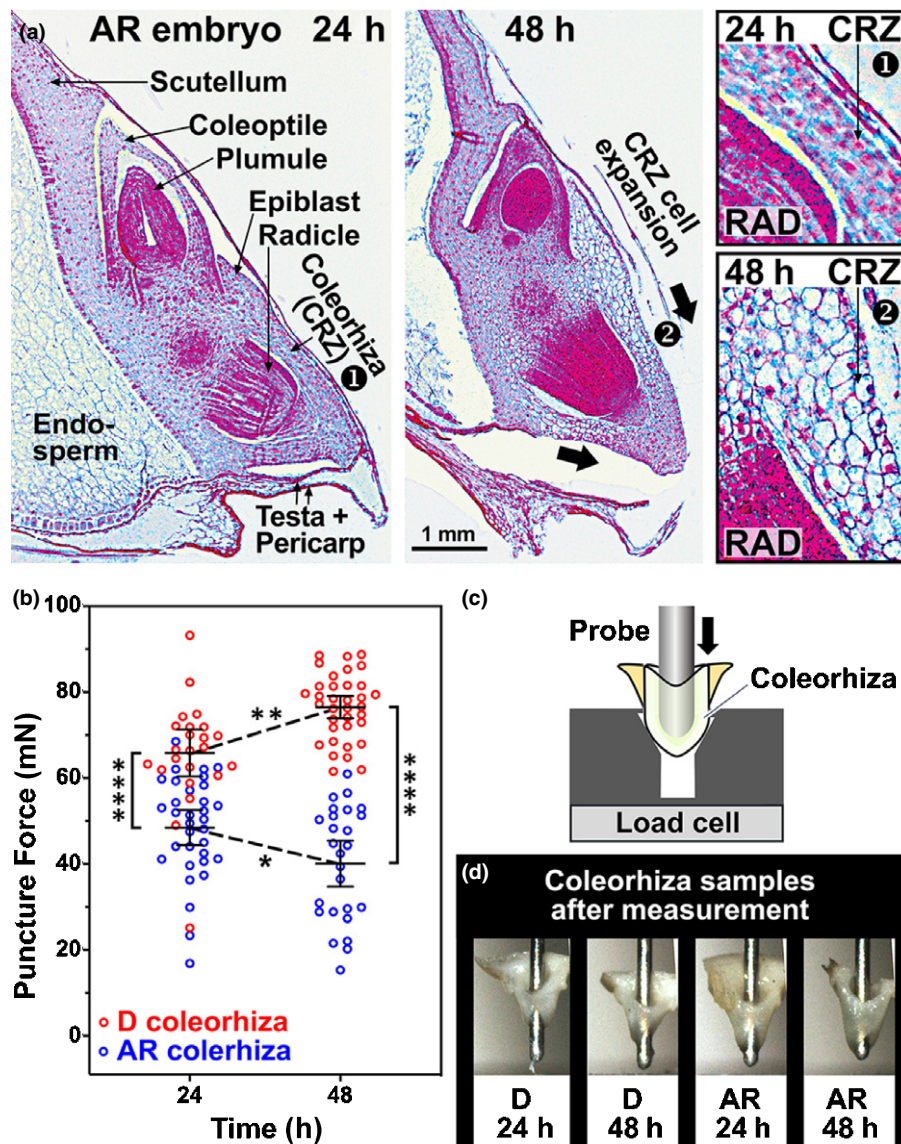 (a) AR embryo 24 h
Scutellum
Coleoptile
Plumule
Epiblast
Radicle
Coleorhiza
(CRZ) ❶
Endo-
sperm
Testa +
Pericarp
48 h
CRZ cell
expansion
❷
1 mm
24 h CRZ
❶
RAD
48 h CRZ
❷
RAD
(b)
100
80
60
40
20
0
Puncture Force (mN)
**
****
****
*
D coleorhiza
AR colerhiza
24
48
Time (h)
(c)
Probe
Coleorhiza
Load cell
(d)
Coleorhiza samples
after measurement
D
24 h
D
48 h
AR
24 h
AR
48 h